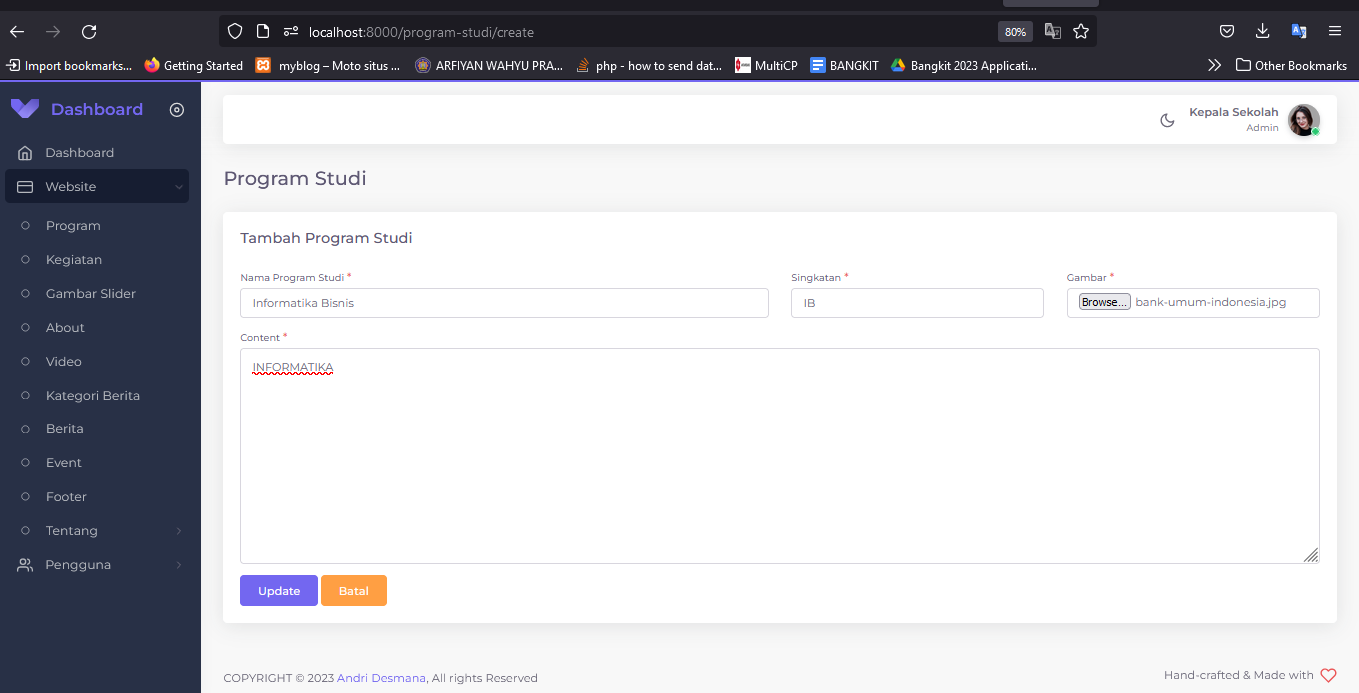 localhost:8000/program-studi/create
80%
Import bookmarks...
Getting Started
myblog – Moto situs ...
ARFIYAN WAHYU PRA...
php - how to send dat...
MultiCP
BANGKIT
Bangkit 2023 Applicati...
Other Bookmarks
Dashboard
Kepala Sekolah
Admin
Dashboard
Website
Program
Kegiatan
Gambar Slider
About
Video
Kategori Berita
Berita
Event
Footer
Tentang
Pengguna
Program Studi
Tambah Program Studi
Nama Program Studi *
Singkatan *
Gambar *
Informatika Bisnis
IB
Browse... bank-umum-indonesia.jpg
Content *
INFORMATIKA
Update
Batal
COPYRIGHT © 2023 Andri Desmana, All rights Reserved
Hand-crafted & Made with